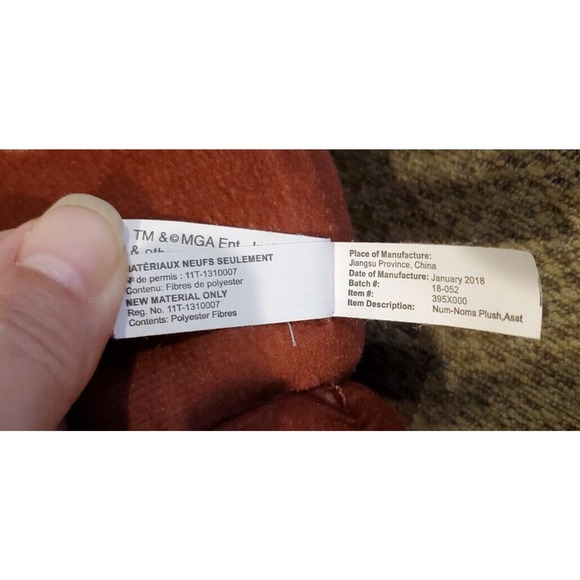 TM &©MGA Ent
&
MATÉRIAUX NEUFS SEULEMENT
de permis : 11T-1310007
Contenu: Fibres de polyester
NEW MATERIAL ONLY
Reg. No. 11T-1310007
Contents: Polyester Fibres
Place of Manufacture:
Jiangsu Province, China
Date of Manufacture: January 2018
Batch #: 18-052
Item #: 395X000
Item Description: Num-Noms Plush,Asst